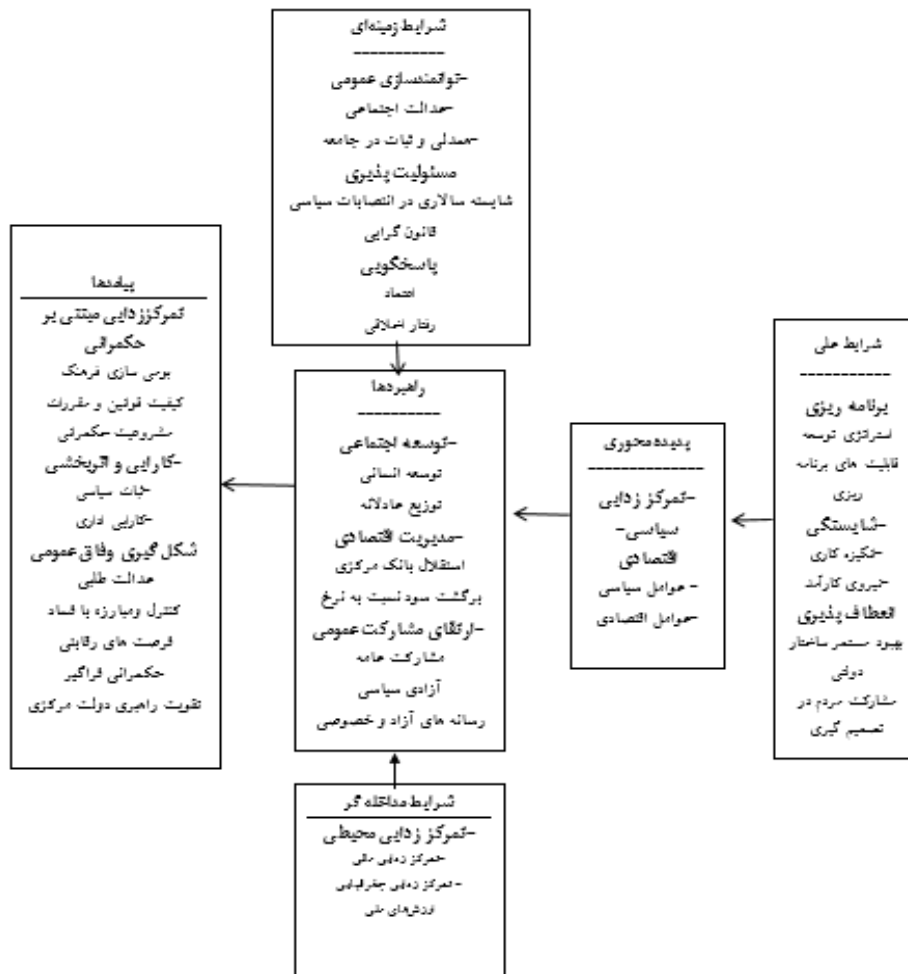 شرایط زمینه‌ای
-----------
-توانمندسازی عمومی
-عدالت اجتماعی
-همدلی و ثبات در جامعه
مسئولیت پذیری
شایسته سالاری در انتصابات سیاسی
قانون گرایی
پاسخگویی
اعتماد
رفتار اخلاقی
شرایط علی
-----------
برنامه ریزی
استراتژی توسعه
قابلیت های برنامه
ریزی
-شایستگی
-انگیزه کاری
-نیروی کارآمد
انعطاف پذیری
بهبود مستمر ساختار
دولتی
مشارکت مردم در
تصمیم گیری
پدیده محوری
--------------
-تمرکز زدایی
سیاسی-
اقتصادی
- عوامل سیاسی
-عوامل اقتصادی
راهبردها
----------
-توسعه اجتماعی
توسعه انسانی
توزیع عادلانه
-مدیریت اقتصادی
استقلال بانک مرکزی
برگشت سود نسبت به نرخ
-ارتقای مشارکت عمومی
مشارکت عامه
آزادی سیاسی
رسانه های آزاد و خصوصی
شرایط مداخله گر
-تمرکز زدایی محیطی
-تمرکز زدایی مالی
- تمرکز زدایی جغرافیایی
ارزش‌های ملی
پیامدها
تمرکززدایی مبتنی بر
حکمرانی
بومی سازی فرهنگ
کیفیت قوانین و مقررات
مشروعیت حکمرانی
-کارایی و اثربخشی
-ثبات سیاسی
-کارایی اداری
شکل گیری وفاق عمومی
عدالت طلبی
کنترل ومبارزه با فساد
فرصت های رقابتی
حکمرانی فراگیر
تقویت راهبری دولت مرکزی